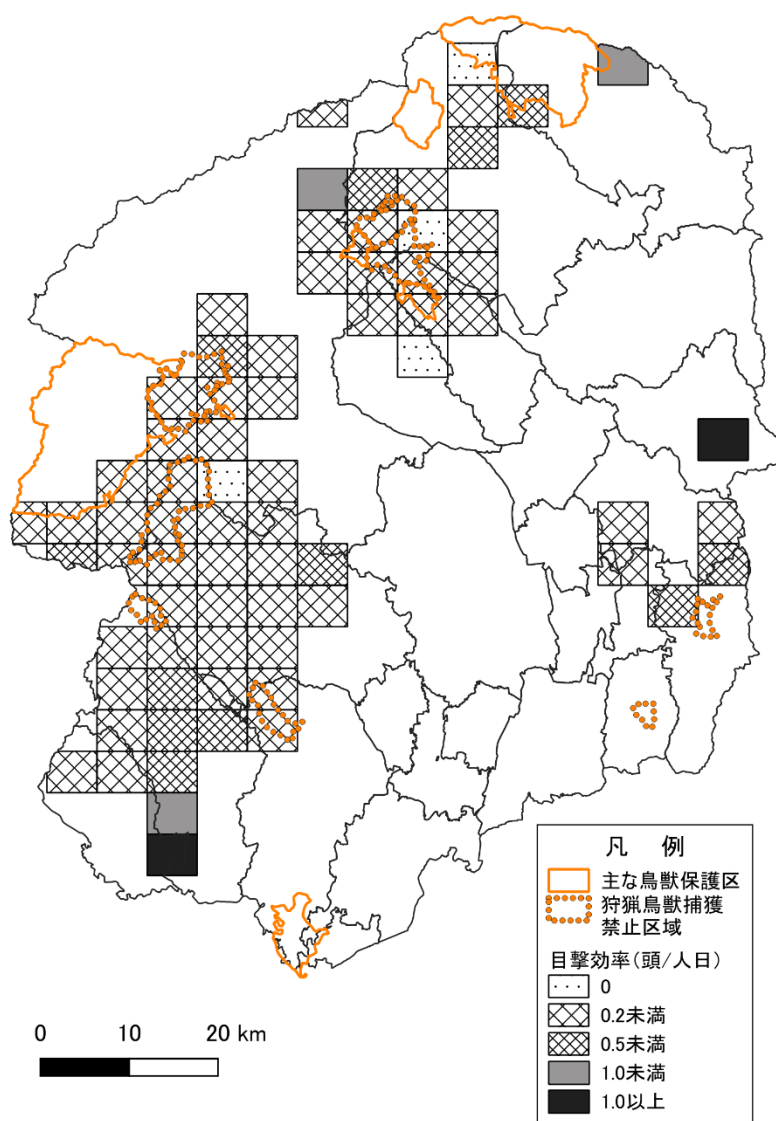 凡 例
主な鳥獣保護区
狩猟鳥獣捕獲
禁止区域
目撃効率(頭/人日)
0
0.2未満
0.5未満
1.0未満
1.0以上
0 10 20 km